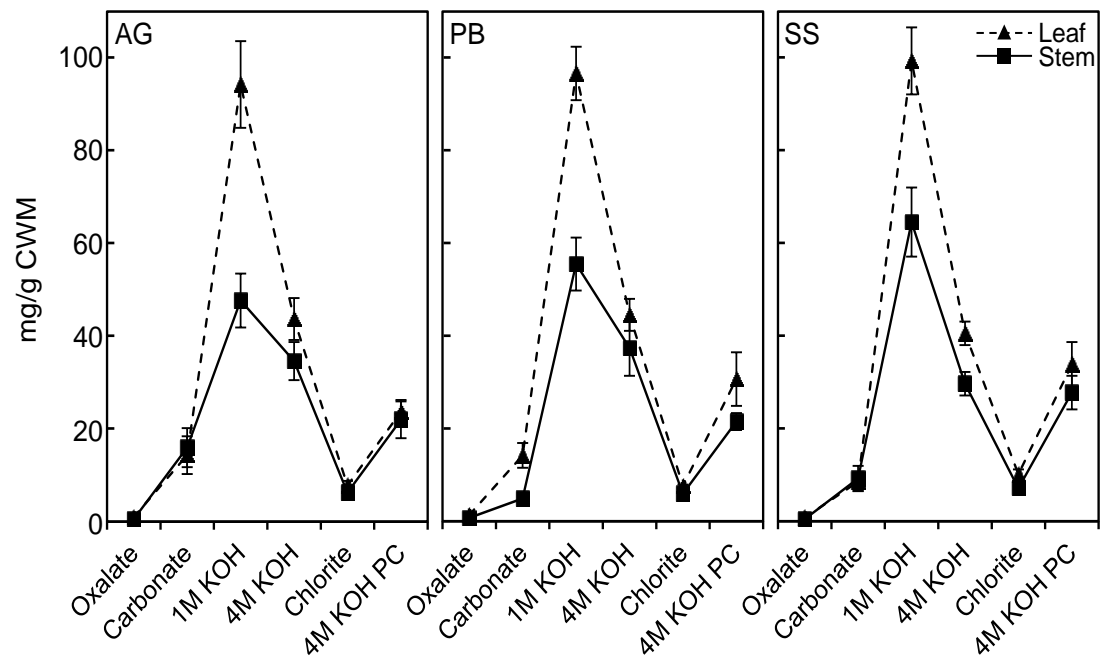 AG
PB
SS
Leaf
Stem
mg/g CWM
100
80
60
40
20
0
Oxalate
Carbonate
1M KOH
4M KOH
Chlorite
4M KOH PC
Oxalate
Carbonate
1M KOH
4M KOH
Chlorite
4M KOH PC
Oxalate
Carbonate
1M KOH
4M KOH
Chlorite
4M KOH PC